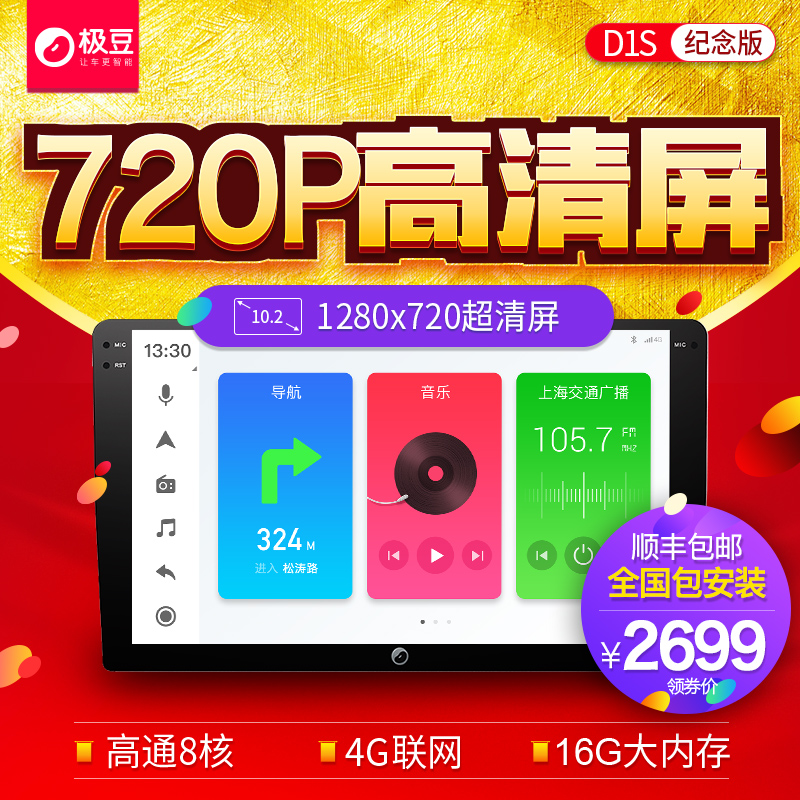 极豆
让车更智能
D1S 纪念版
720P高清屏
10.2 1280x720超清屏
MIC
RST
13:30
4G
MIC
导航
324 M
进入 松涛路
音乐
上海交通广播
105.7 FM
MHZ
顺丰包邮
全国包安装
¥2699
领券价
高通8核
4G联网
16G大内存